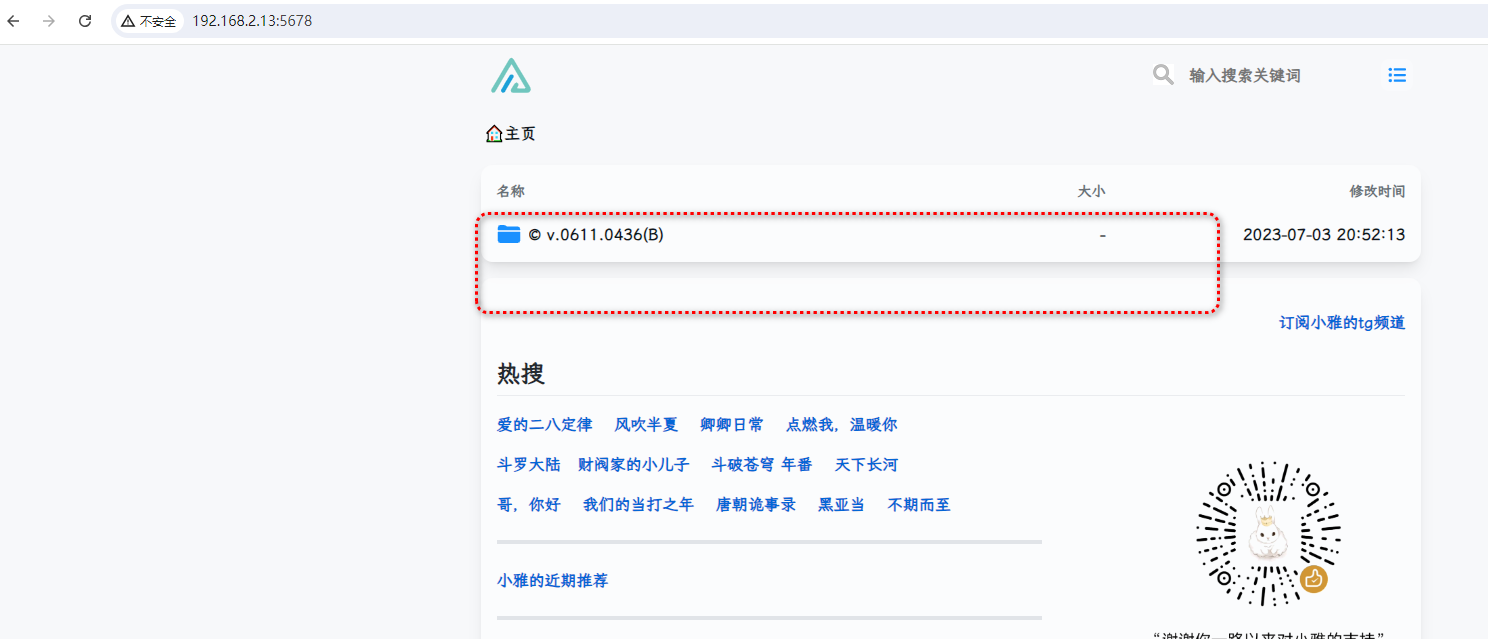 不安全 192.168.2.13:5678
输入搜索关键词
主页
名称 大小 修改时间
© v.0611.0436(B) - 2023-07-03 20:52:13
订阅小雅的tg频道
热搜
爱的二八定律 风吹半夏 卿卿日常 点燃我，温暖你
斗罗大陆 财阀家的小儿子 斗破苍穹 年番 天下长河
哥，你好 我们的当打之年 唐朝诡事录 黑亚当 不期而至
小雅的近期推荐
“谢谢你一路以来对小雅的支持”